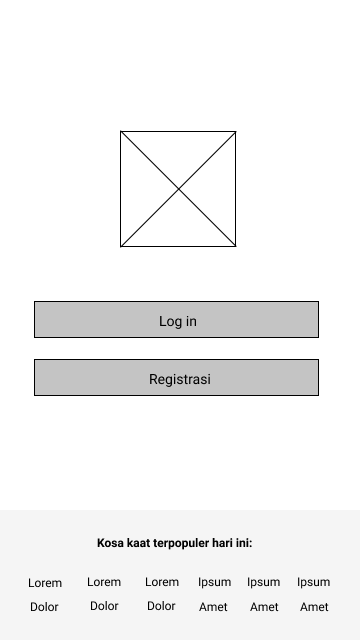 Log in
Registrasi
Kosa kaat terpopuler hari ini:
Lorem Lorem Lorem Ipsum Ipsum Ipsum
Dolor Dolor Dolor Amet Amet Amet